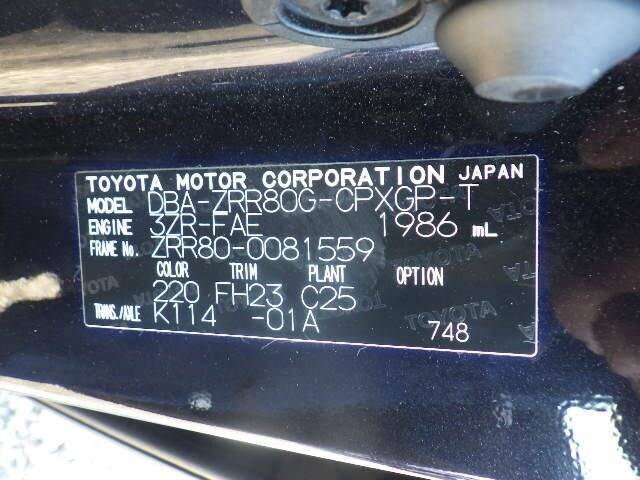 TOYOTA MOTOR CORPORATION JAPAN
MODEL DBA-ZRR80G-CPXGP-T
ENGINE 3ZR-FAE 1986 mL
FRAME No. ZRR80-0081559
COLOR TRIM PLANT OPTION
220 FH23 C25
TRANS./AXLE K114 -01A 748